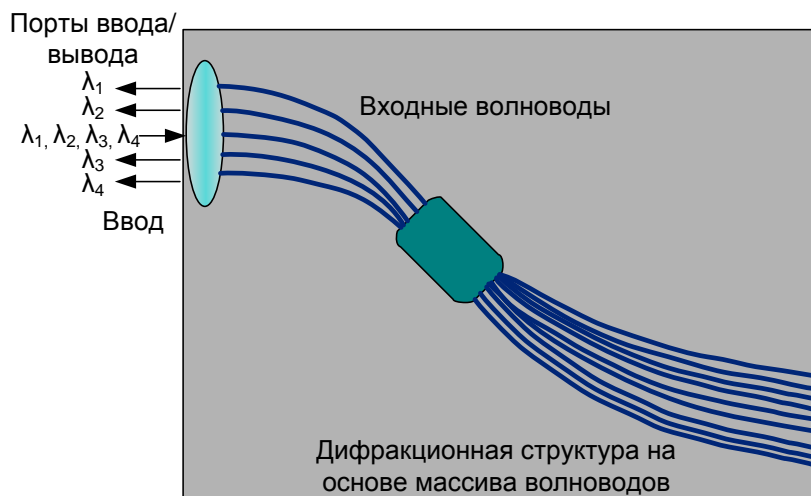 Порты ввода/
вывода
λ1
λ2
λ1, λ2, λ3, λ4
λ3
λ4
Ввод
Входные волноводы
Дифракционная структура на
основе массива волноводов